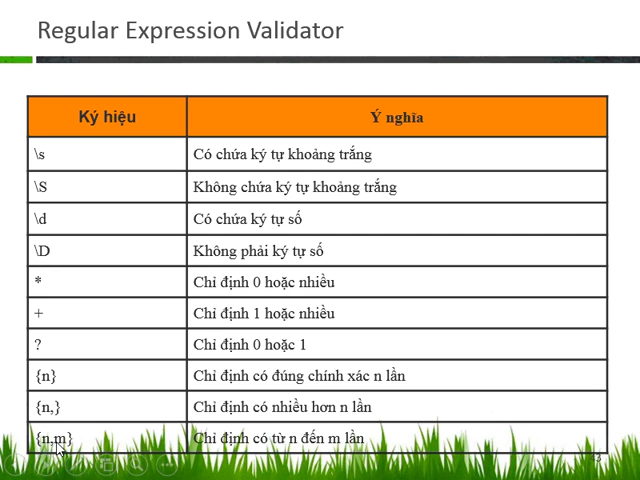 Regular Expression Validator
Ký hiệu Ý nghĩa
\s Có chứa ký tự khoảng trắng
\S Không chứa ký tự khoảng trắng
\d Có chứa ký tự số
\D Không phải ký tự số
* Chỉ định 0 hoặc nhiều
+ Chỉ định 1 hoặc nhiều
? Chỉ định 0 hoặc 1
{n} Chỉ định có đúng chính xác n lần
{n,} Chỉ định có nhiều hơn n lần
{n,m} Chỉ định có từ n đến m lần